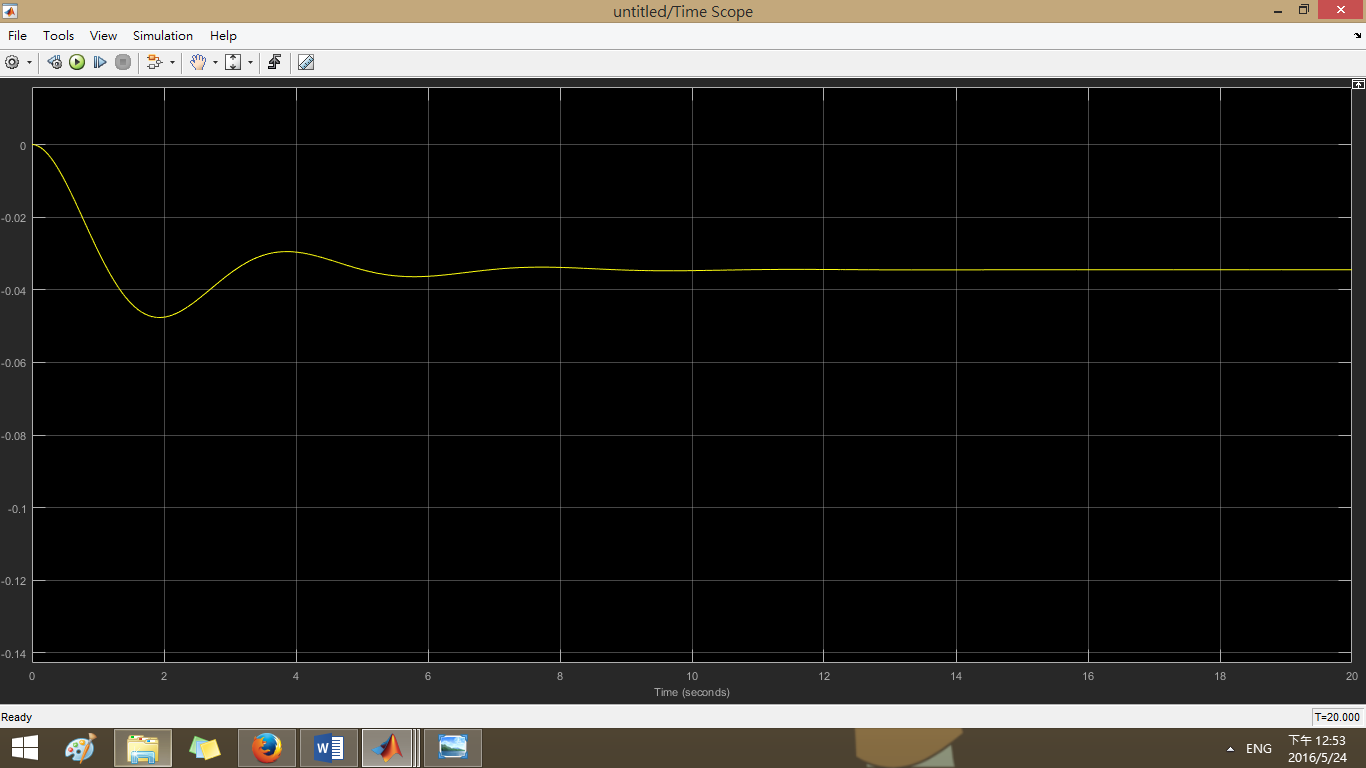 untitled/Time Scope
File Tools View Simulation Help
0
-0.02
-0.04
-0.06
-0.08
-0.1
-0.12
-0.14
0 2 4 6 8 10 12 14 16 18 20
Time (seconds)
Ready T=20.000
W ENG 下午 12:53
2016/5/24